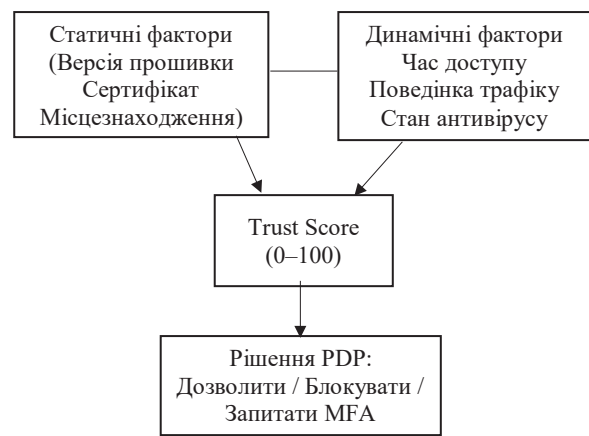 Статичні фактори
(Версія прошивки
Сертифікат
Місцезнаходження)
Динамічні фактори
Час доступу
Поведінка трафіку
Стан антивірусу
Trust Score
(0–100)
Рішення PDP:
Дозволити / Блокувати /
Запитати MFA